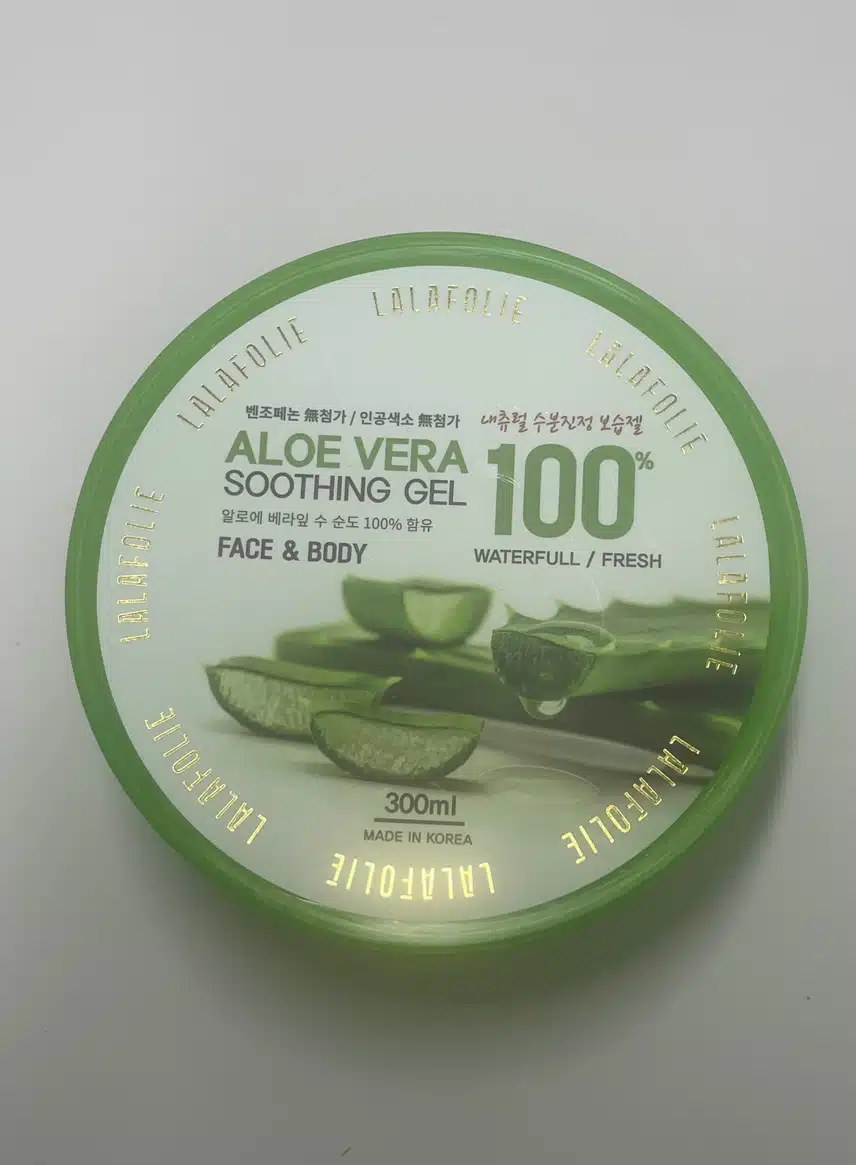 LALAFOLIE
LALAFOLIE
LALAFOLIE
벤조페논 無첨가 / 인공색소 無첨가
ALOE VERA
SOOTHING GEL
알로에 베라잎 수 순도 100% 함유
FACE & BODY
내츄럴 수분진정 보습젤
100%
WATERFULL / FRESH
LALAFOLIE
LALAFOLIE
LALAFOLIE
LALAFOLIE
300ml
MADE IN KOREA
LALAFOLIE